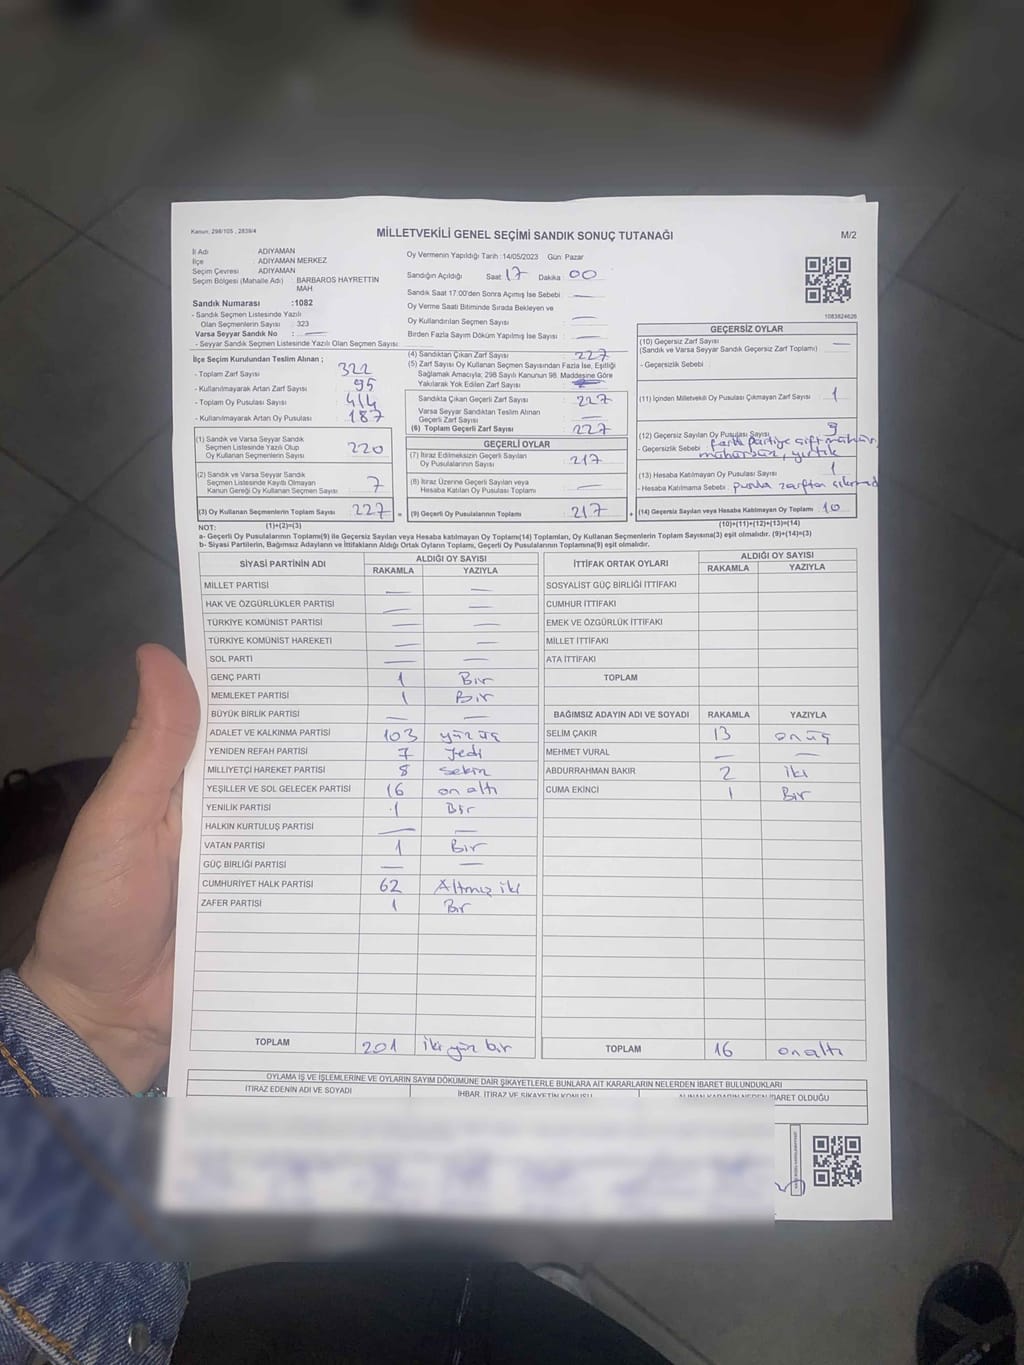 Kanun: 298/105 , 2839/4
MİLLETVEKİLİ GENEL SEÇİMİ SANDIK SONUÇ TUTANAĞI
M/2
İl Adı : ADIYAMAN
İlçe : ADIYAMAN MERKEZ
Seçim Çevresi : ADIYAMAN
Seçim Bölgesi (Mahalle Adı) : BARBAROS HAYRETTIN
MAH
Sandık Numarası :1082
- Sandık Seçmen Listesinde Yazılı
Olan Seçmenlerin Sayısı : 323
Varsa Seyyar Sandık No : —
- Seyyar Sandık Seçmen Listesinde Yazılı Olan Seçmen Sayısı
Oy Vermenin Yapıldığı Tarih :14/05/2023 Gün: Pazar
Sandığın Açıldığı Saat: 17 Dakika: 00
Sandık Saat 17:00'den Sonra Açımış İse Sebebi : —
Oy Verme Saati Bitiminde Sırada Bekleyen ve
Oy Kullandırılan Seçmen Sayısı : —
Birden Fazla Sayım Döküm Yapılmış İse Sayısı : —
1083824626
İlçe Seçim Kurulundan Teslim Alınan ;
- Toplam Zarf Sayısı : 322
- Kullanılmayarak Artan Zarf Sayısı : 95
- Toplam Oy Pusulası Sayısı : 414
- Kullanılmayarak Artan Oy Pusulası : 187
(1) Sandık ve Varsa Seyyar Sandık
Seçmen Listesinde Yazılı Olup
Oy Kullanan Seçmenlerin Sayısı : 220
(2) Sandık ve Varsa Seyyar Sandık
Seçmen Listesinde Kayıtlı Olmayan
Kanun Gereği Oy Kullanan Seçmen Sayısı : 7
(3) Oy Kullanan Seçmenlerin Toplam Sayısı : 227
(4) Sandıktan Çıkan Zarf Sayısı : 227
(5) Zarf Sayısı Oy Kullanan Seçmen Sayısından Fazla İse, Eşitliği
Sağlamak Amacıyla; 298 Sayılı Kanunun 98. Maddesine Göre
Yakılarak Yok Edilen Zarf Sayısı :
Sandıkta Çıkan Geçerli Zarf Sayısı : 227
Varsa Seyyar Sandıktan Teslim Alınan
Geçerli Zarf Sayısı : —
(6) Toplam Geçerli Zarf Sayısı : 227
GEÇERLİ OYLAR
(7) İtiraz Edilmeksizin Geçerli Sayılan
Oy Pusulalarının Sayısı : 217
(8) İtiraz Üzerine Geçerli Sayılan veya
Hesaba Katılan Oy Pusulası Toplamı : —
= (9) Geçerli Oy Pusulalarının Toplamı : 217
GEÇERSİZ OYLAR
(10) Geçersiz Zarf Sayısı : —
(Sandık ve Varsa Seyyar Sandık Geçersiz Zarf Toplamı)
- Geçersizlik Sebebi :
(11) İçinden Milletvekili Oy Pusulası Çıkmayan Zarf Sayısı : 1
(12) Geçersiz Sayılan Oy Pusulası Sayısı :
- Geçersizlik Sebebi : farklı partiye çift mühür,
yırtık
(13) Hesaba Katılmayan Oy Pusulası Sayısı : 1
- Hesaba Katılmama Sebebi : pusula zarftan
+ (14) Geçersiz Sayılan veya Hesaba Katılmayan Oy Toplamı : 10
NOT: (1)+(2)=(3) (10)+(11)+(12)+(13)=(14)
a- Geçerli Oy Pusulalarının Toplamı(9) ile Geçersiz Sayılan veya Hesaba katılmayan Oy Toplamı(14) Toplamları, Oy Kullanan Seçmenlerin Toplam Sayısına(3) eşit olmalıdır. (9)+(14)=(3)
b- Siyasi Partilerin, Bağımsız Adayların ve İttifakların Aldığı Ortak Oyların Toplamı, Geçerli Oy Pusulalarının Toplamına(9) eşit olmalıdır.
SİYASİ PARTİNİN ADI ALDIĞI OY SAYISI
RAKAMLA YAZIYLA
MİLLET PARTİSİ — —
HAK VE ÖZGÜRLÜKLER PARTİSİ — —
TÜRKİYE KOMÜNİST PARTİSİ — —
TÜRKİYE KOMÜNİST HAREKETİ — —
SOL PARTİ — —
GENÇ PARTİ 1 Bir
MEMLEKET PARTİSİ 1 Bir
BÜYÜK BİRLİK PARTİSİ — —
ADALET VE KALKINMA PARTİSİ 103 yüz üç
YENİDEN REFAH PARTİSİ 7 Yedi
MİLLİYETÇİ HAREKET PARTİSİ 8 sekiz
YEŞİLLER VE SOL GELECEK PARTİSİ 16 on altı
YENİLİK PARTİSİ 1 Bir
HALKIN KURTULUŞ PARTİSİ — —
VATAN PARTİSİ 1 Bir
GÜÇ BİRLİĞİ PARTİSİ — —
CUMHURİYET HALK PARTİSİ 62 Altmış iki
ZAFER PARTİSİ 1 Bir
TOPLAM 201 iki yüz bir
İTTİFAK ORTAK OYLARI ALDIĞI OY SAYISI
RAKAMLA YAZIYLA
SOSYALİST GÜÇ BİRLİĞİ İTTİFAKI
CUMHUR İTTİFAKI
EMEK VE ÖZGÜRLÜK İTTİFAKI
MİLLET İTTİFAKI
ATA İTTİFAKI
TOPLAM
BAĞIMSIZ ADAYIN ADI VE SOYADI RAKAMLA YAZIYLA
SELİM ÇAKIR 13 onüç
MEHMET VURAL — —
ABDURRAHMAN BAKIR 2 iki
CUMA EKİNCİ 1 Bir
TOPLAM 16 onaltı
OYLAMA İŞ VE İŞLEMLERİNE VE OYLARIN SAYIM DÖKÜMÜNE DAİR ŞİKAYETLERLE BUNLARA AİT KARARLARIN NELERDEN İBARET BULUNDUKLARI
İTİRAZ EDENİN ADI VE SOYADI İHBAR, İTİRAZ VE ŞİKAYETİN KONUSU ALINAN KARARIN NEDEN İBARET OLDUĞU